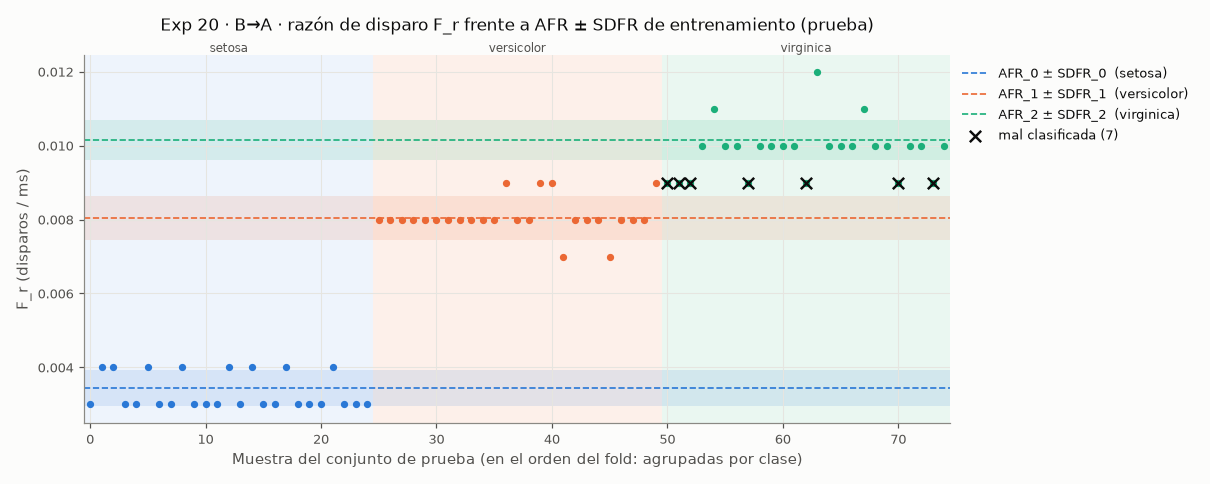 Exp 20 · B→A · razón de disparo F_r frente a AFR ± SDFR de entrenamiento (prueba)
setosa
versicolor
virginica
0.012
0.010
0.008
0.006
0.004
F_r (disparos / ms)
0
10
20
30
40
50
60
70
Muestra del conjunto de prueba (en el orden del fold: agrupadas por clase)
AFR_0 ± SDFR_0 (setosa)
AFR_1 ± SDFR_1 (versicolor)
AFR_2 ± SDFR_2 (virginica)
mal clasificada (7)